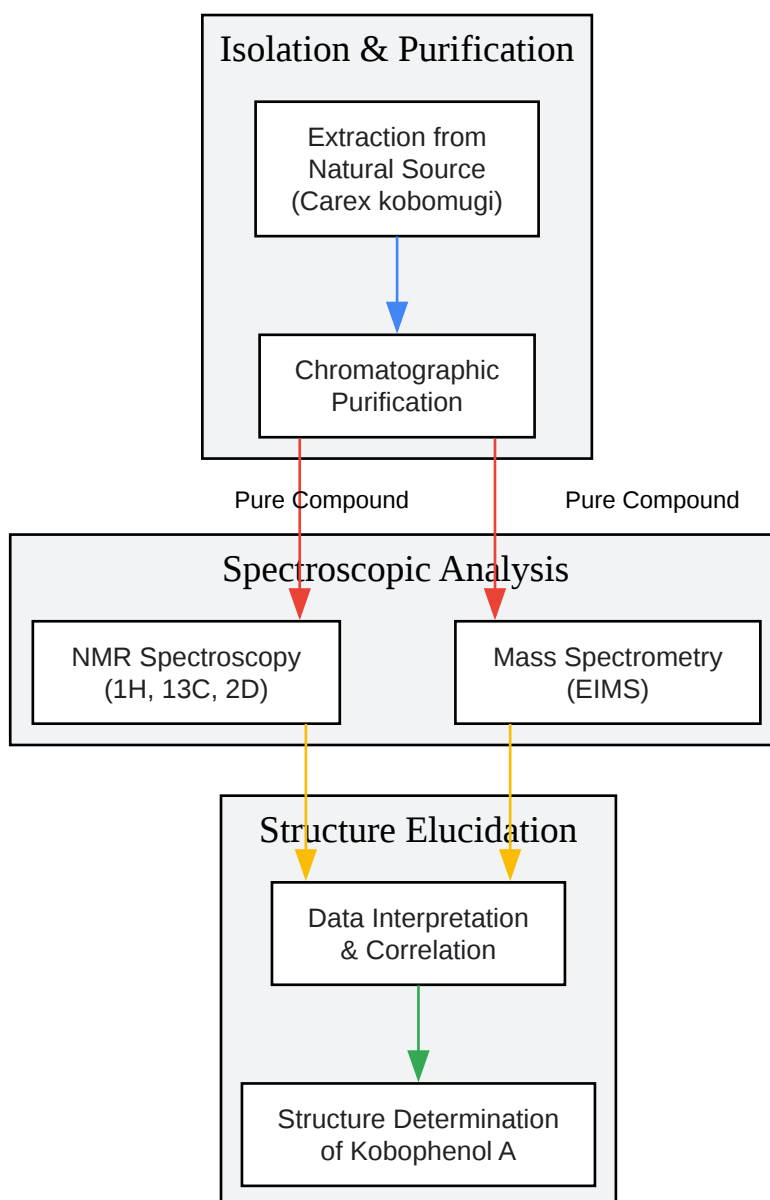 Isolation & Purification
Extraction from
Natural Source
(Carex kobomugi)
Chromatographic
Purification
Pure Compound
Pure Compound
Spectroscopic Analysis
NMR Spectroscopy
(1H, 13C, 2D)
Mass Spectrometry
(EIMS)
Structure Elucidation
Data Interpretation
& Correlation
Structure Determination
of Kobophenol A